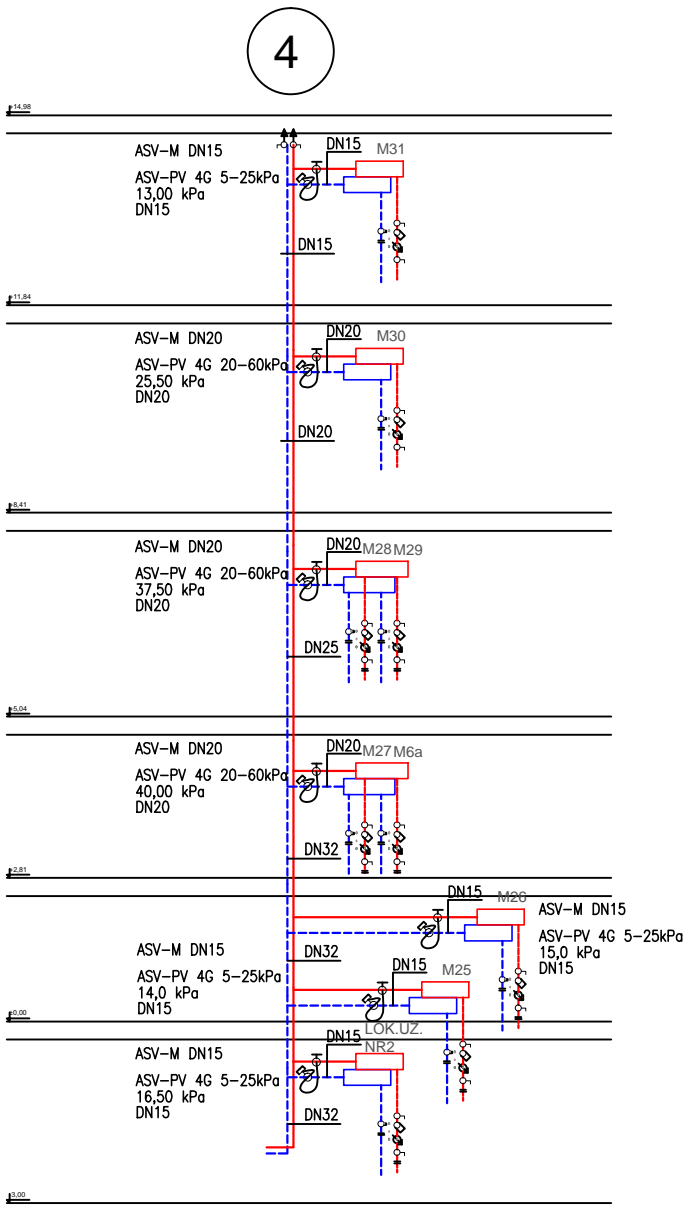 4
+14,98
ASV-M DN15
DN15
M31
ASV-PV 4G 5-25kPa
13,00 kPa
DN15
DN15
+11,84
ASV-M DN20
DN20
M30
ASV-PV 4G 20-60kPa
25,50 kPa
DN20
DN20
+8,41
ASV-M DN20
DN20
M28 M29
ASV-PV 4G 20-60kPa
37,50 kPa
DN20
DN25
+5,04
ASV-M DN20
DN20
M27 M6a
ASV-PV 4G 20-60kPa
40,00 kPa
DN20
DN32
+2,81
DN15
M26
ASV-M DN15
ASV-PV 4G 5-25kPa
15,0 kPa
DN15
DN32
ASV-M DN15
DN15
M25
ASV-PV 4G 5-25kPa
14,0 kPa
DN15
±0,00
ASV-M DN15
DN15
LOK.UZ.
NR2
ASV-PV 4G 5-25kPa
16,50 kPa
DN15
DN32